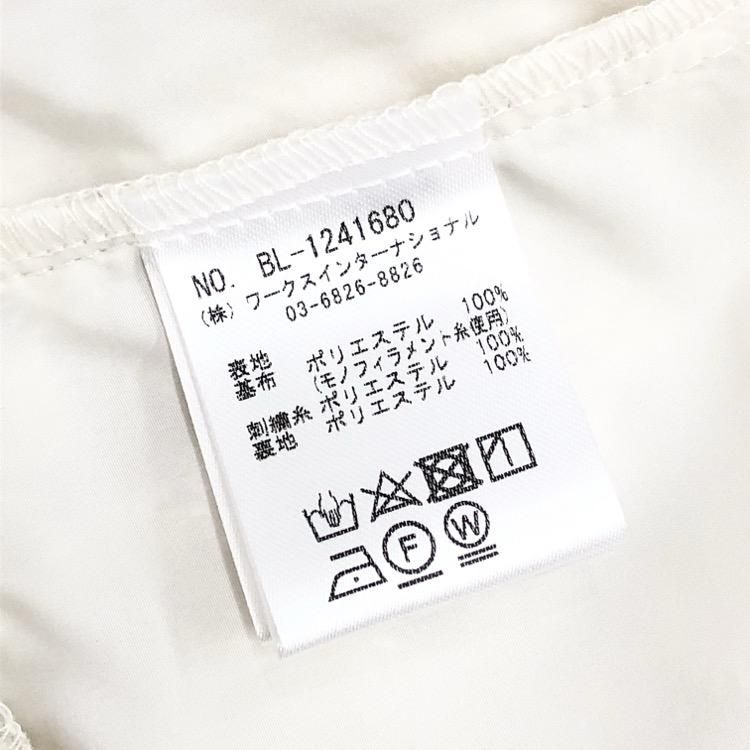 NO. BL-1241680
(株) ワークスインターナショナル
03-6826-8826
表地
基布 ポリエステル 100%
(モノフィラメント糸使用)
刺繍糸 ポリエステル 100%
裏地 ポリエステル 100%
F W